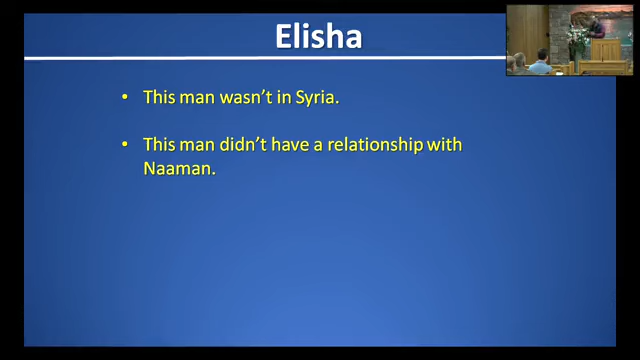 Elisha
• This man wasn't in Syria.
• This man didn't have a relationship with
Naaman.